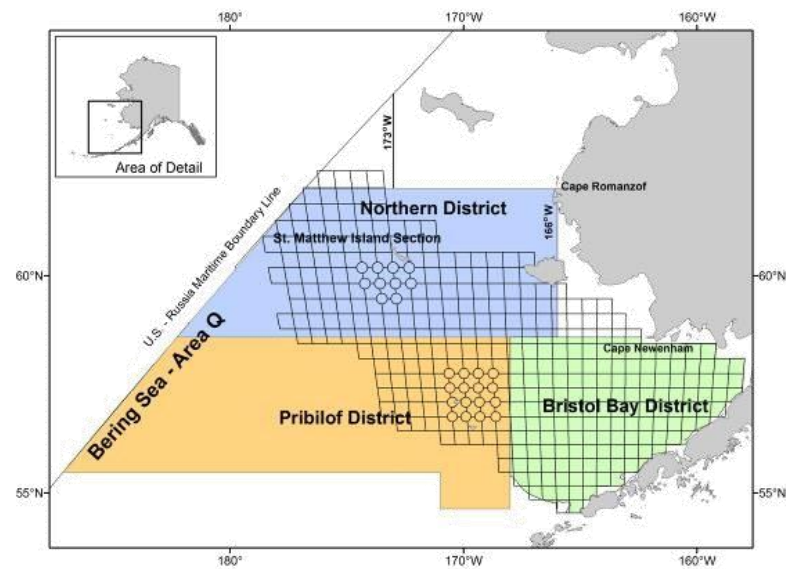 180°
170°W
160°W
Area of Detail
173°W
Cape Romanzof
Northern District
166°W
St. Matthew Island Section
U.S. - Russia Maritime Boundary Line
60°N
60°N
Cape Newenham
Bering Sea - Area Q
Pribilof District
Bristol Bay District
55°N
55°N
180°
170°W
160°W